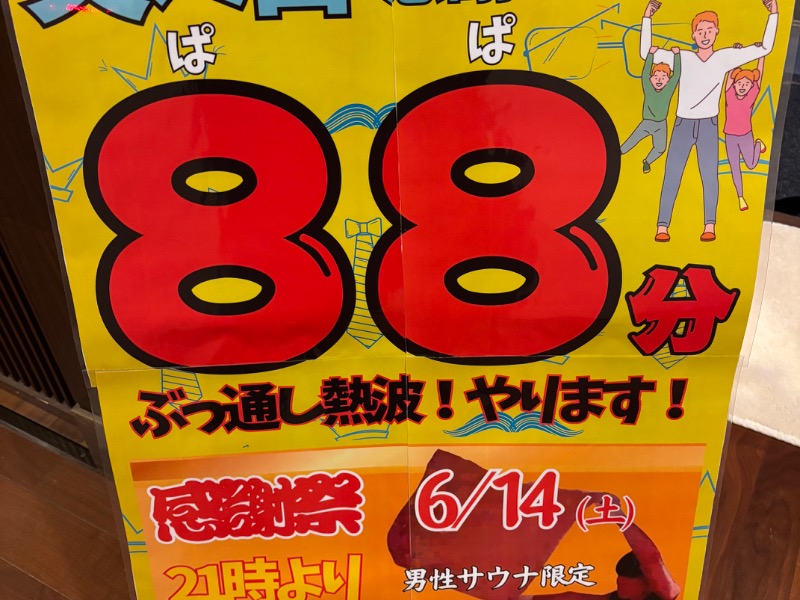 ぱ ぱ
88分
ぶっ通し熱波！やります！
感謝祭
6/14(土)
21時より
男性サウナ限定